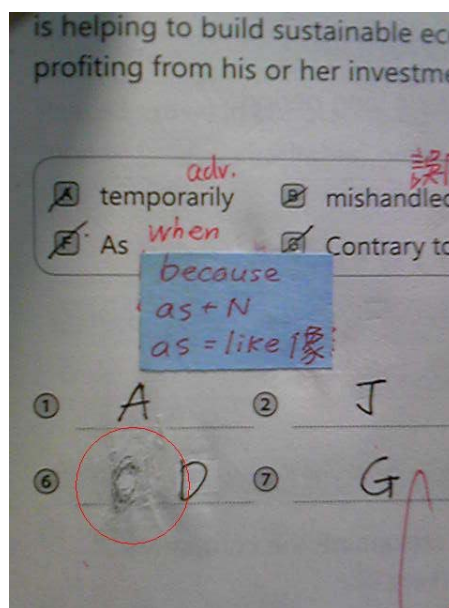 is helping to build sustainable ec
profiting from his or her investme
adv.
誤
A temporarily B mishandled
when
F As G Contrary to
because
as + N
as = like 像
① A ② J
⑥ D ⑦ G